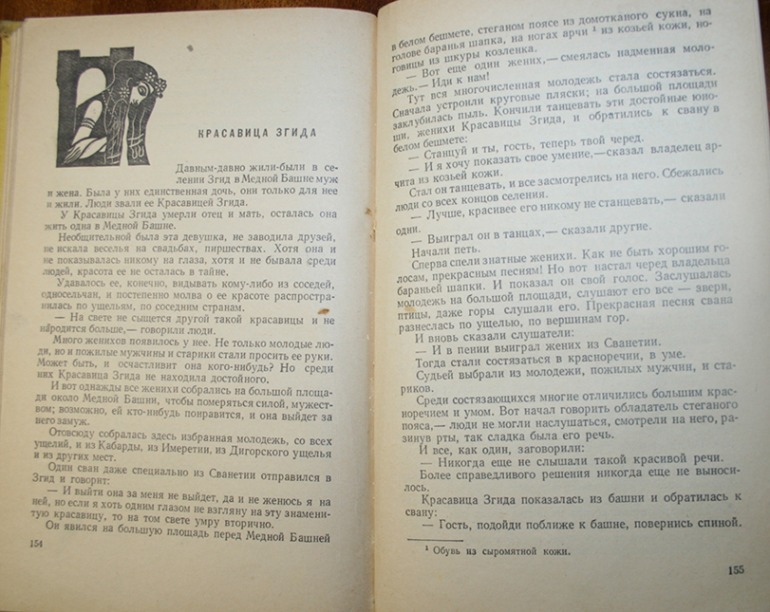 КРАСАВИЦА ЗГИДА
Давным-давно жили-были в се-
лении Згид в Медной Башне муж
и жена. Была у них единственная дочь, они только для нее
и жили. Люди звали ее Красавицей Згида.
У Красавицы Згида умерли отец и мать, осталась она
жить одна в Медной Башне.
Необщительной была эта девушка, не заводила друзей,
не искала веселья на свадьбах, пиршествах. Хотя она и
не показывалась никому на глаза, хотя и не бывала среди
людей, красота ее не осталась в тайне.
Удавалось ее, конечно, видывать кому-либо из соседей,
односельчан, и постепенно молва о ее красоте распростра-
нилась по ущельям, по соседним странам.
— На свете не сыщется другой такой красавицы и не
народится больше,— говорили люди.
Много женихов появилось у нее. Не только молодые лю-
ди, но и пожилые мужчины и старики стали просить ее руки.
Может быть, и осчастливит она кого-нибудь? Но среди
них Красавица Згида не находила достойного.
И вот однажды все женихи собрались на большой площа-
ди около Медной Башни, чтобы померяться силой, мужест-
вом; возможно, ей кто-нибудь понравится, и она выйдет за
него замуж.
Отовсюду собралась здесь избранная молодежь, со всех
ущелий, и из Кабарды, из Имеретии, из Дигорского ущелья
и из других мест.
Один сван даже специально из Сванетии отправился в
Згид и говорит:
— И выйти она за меня не выйдет, да и не женюсь я на
ней, но если я хоть одним глазом не взгляну на эту знамени-
тую красавицу, то на том свете умру вторично.
Он явился на большую площадь перед Медной Башней
154
в белом бешмете, стеганом поясе из домотканого сукна, на
голове баранья шапка, на ногах арчи ¹ из козьей кожи, но-
говицы из шкуры козленка.
— Вот еще один жених,— смеялась надменная моло-
дежь.— Иди к нам!
Тут вся многочисленная молодежь стала состязаться.
Сначала устроили круговые пляски; на большой площади
заклубилась пыль. Кончили танцевать эти достойные юно-
ши, женихи Красавицы Згида, и обратились к свану в
белом бешмете:
— Станцуй и ты, гость, теперь твой черед.
— И я хочу показать свое умение,— сказал владелец ар-
чита из козьей кожи.
Стал он танцевать, и все засмотрелись на него. Сбежались
люди со всех концов селения.
— Лучше, красивее его никому не станцевать,— сказали
одни.
— Выиграл он в танцах,— сказали другие.
Начали петь.
Сперва спели знатные женихи. Как не быть хорошим го-
лосам, прекрасным песням! Но вот настал черед владельца
бараньей шапки. И показал он свой голос. Заслушалась
молодежь на большой площади, слушают его все — звери,
птицы, даже горы слушали его. Прекрасная песня свана
разнеслась по ущелью, по вершинам гор.
И вновь сказали слушатели:
— И в пении выиграл жених из Сванетии.
Тогда стали состязаться в красноречии, в уме.
Судьей выбрали из молодежи, пожилых мужчин, и ста-
риков.
Среди состязающихся многие отличились большим крас-
норечием и умом. Вот начал говорить обладатель стеганого
пояса,— люди не могли наслушаться, смотрели на него, ра-
зинув рты, так сладка была его речь.
И все, как один, заговорили:
— Никогда еще не слышали такой красивой речи.
Более справедливого решения никогда еще не выноси-
лось.
Красавица Згида показалась из башни и обратилась к
свану:
— Гость, подойди поближе к башне, повернись спиной.
¹ Обувь из сыромятной кожи.
155